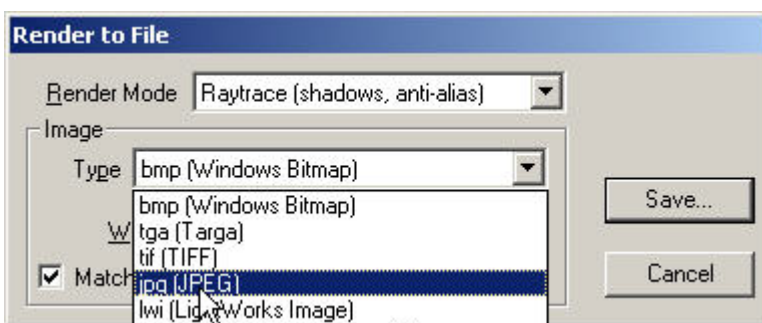 Render to File
Render Mode Raytrace (shadows, anti-alias)
Image
Type bmp (Windows Bitmap)
bmp (Windows Bitmap)
Save...
W tga (Targa)
tif (TIFF)
Match jpg (JPEG)
Cancel
lwi (LightWorks Image)